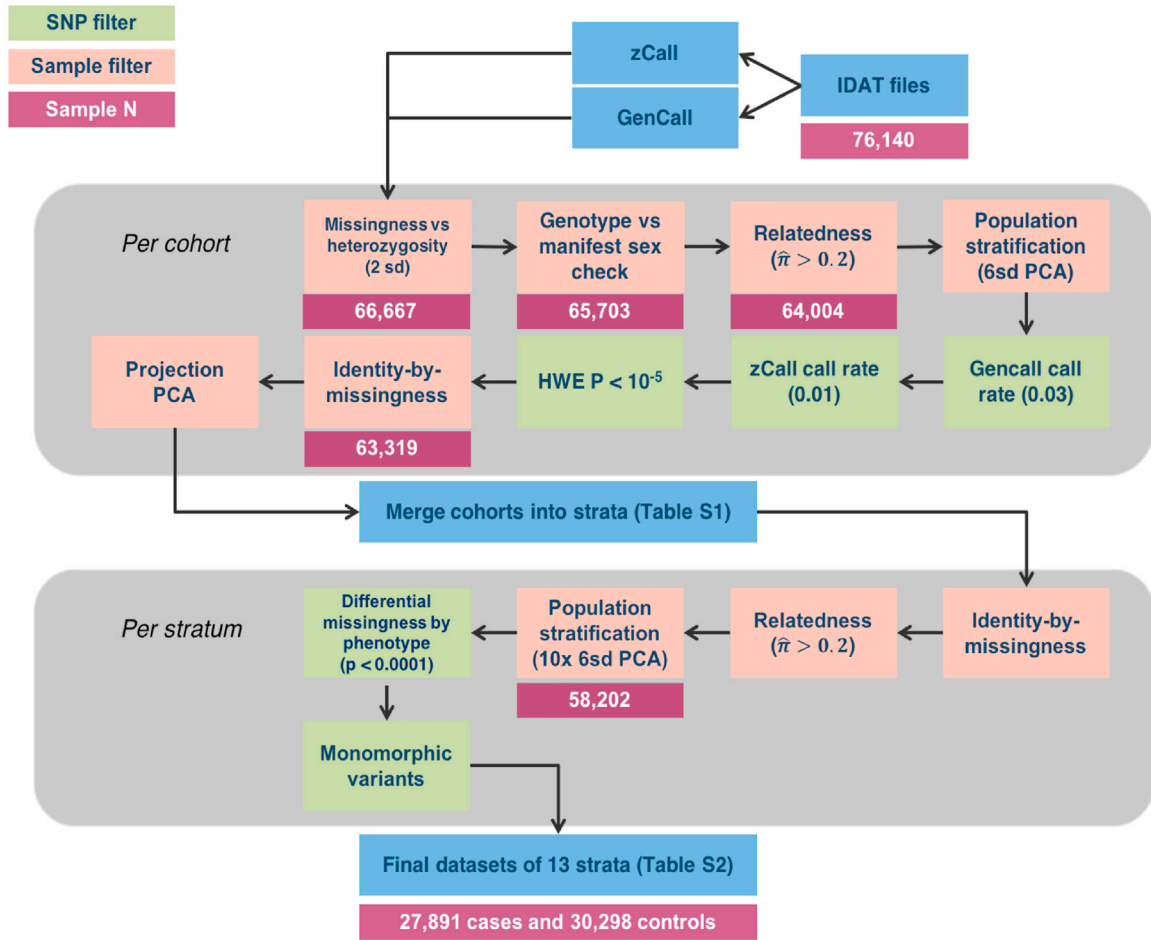 SNP filter
Sample filter
Sample N
zCall
GenCall
IDAT files
76,140
Per cohort
Missingness vs
heterozygosity
(2 sd)
66,667
Genotype vs
manifest sex
check
65,703
Relatedness
(π̂ > 0.2)
64,004
Population
stratification
(6sd PCA)
Projection
PCA
Identity-by-
missingness
63,319
HWE P < 10⁻⁵
zCall call rate
(0.01)
Gencall call
rate (0.03)
Merge cohorts into strata (Table S1)
Per stratum
Differential
missingness by
phenotype
(p < 0.0001)
Population
stratification
(10x 6sd PCA)
58,202
Relatedness
(π̂ > 0.2)
Identity-by-
missingness
Monomorphic
variants
Final datasets of 13 strata (Table S2)
27,891 cases and 30,298 controls